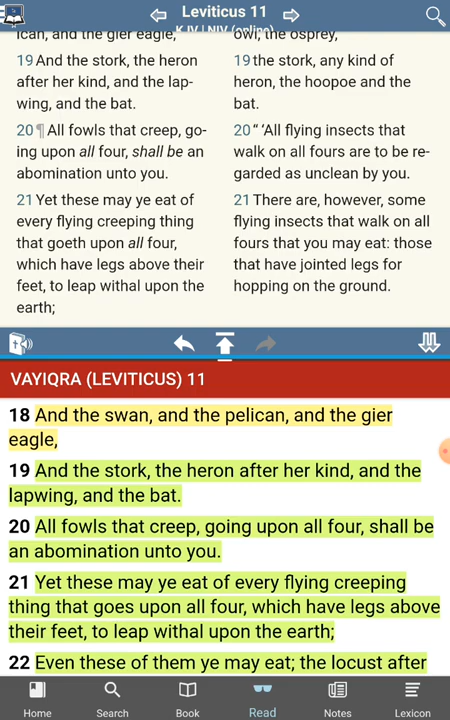 Leviticus 11
KJV | NIV (online)
ican, and the gier eagle,
19 And the stork, the heron
after her kind, and the lap-
wing, and the bat.
20 ¶ All fowls that creep, go-
ing upon all four, shall be an
abomination unto you.
21 Yet these may ye eat of
every flying creeping thing
that goeth upon all four,
which have legs above their
feet, to leap withal upon the
earth;
owl, the osprey,
19 the stork, any kind of
heron, the hoopoe and the
bat.
20 “ ‘All flying insects that
walk on all fours are to be re-
garded as unclean by you.
21 There are, however, some
flying insects that walk on all
fours that you may eat: those
that have jointed legs for
hopping on the ground.
VAYIQRA (LEVITICUS) 11
18 And the swan, and the pelican, and the gier
eagle,
19 And the stork, the heron after her kind, and the
lapwing, and the bat.
20 All fowls that creep, going upon all four, shall be
an abomination unto you.
21 Yet these may ye eat of every flying creeping
thing that goes upon all four, which have legs above
their feet, to leap withal upon the earth;
22 Even these of them ye may eat; the locust after
Home Search Book Read Notes Lexicon